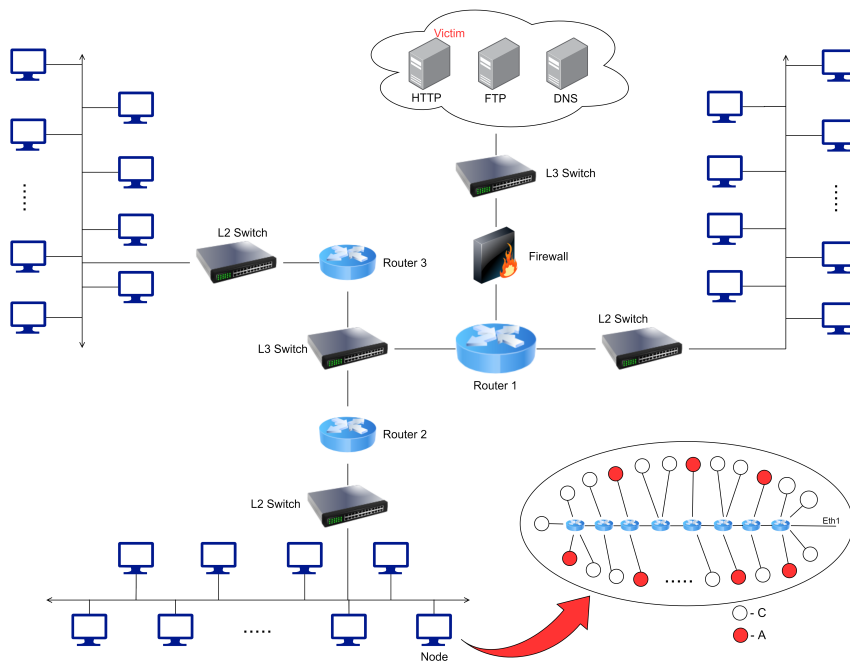 Victim
HTTP
FTP
DNS
L3 Switch
L2 Switch
Router 3
Firewall
L2 Switch
L3 Switch
Router 1
Router 2
L2 Switch
Eth1
- C
- A
Node